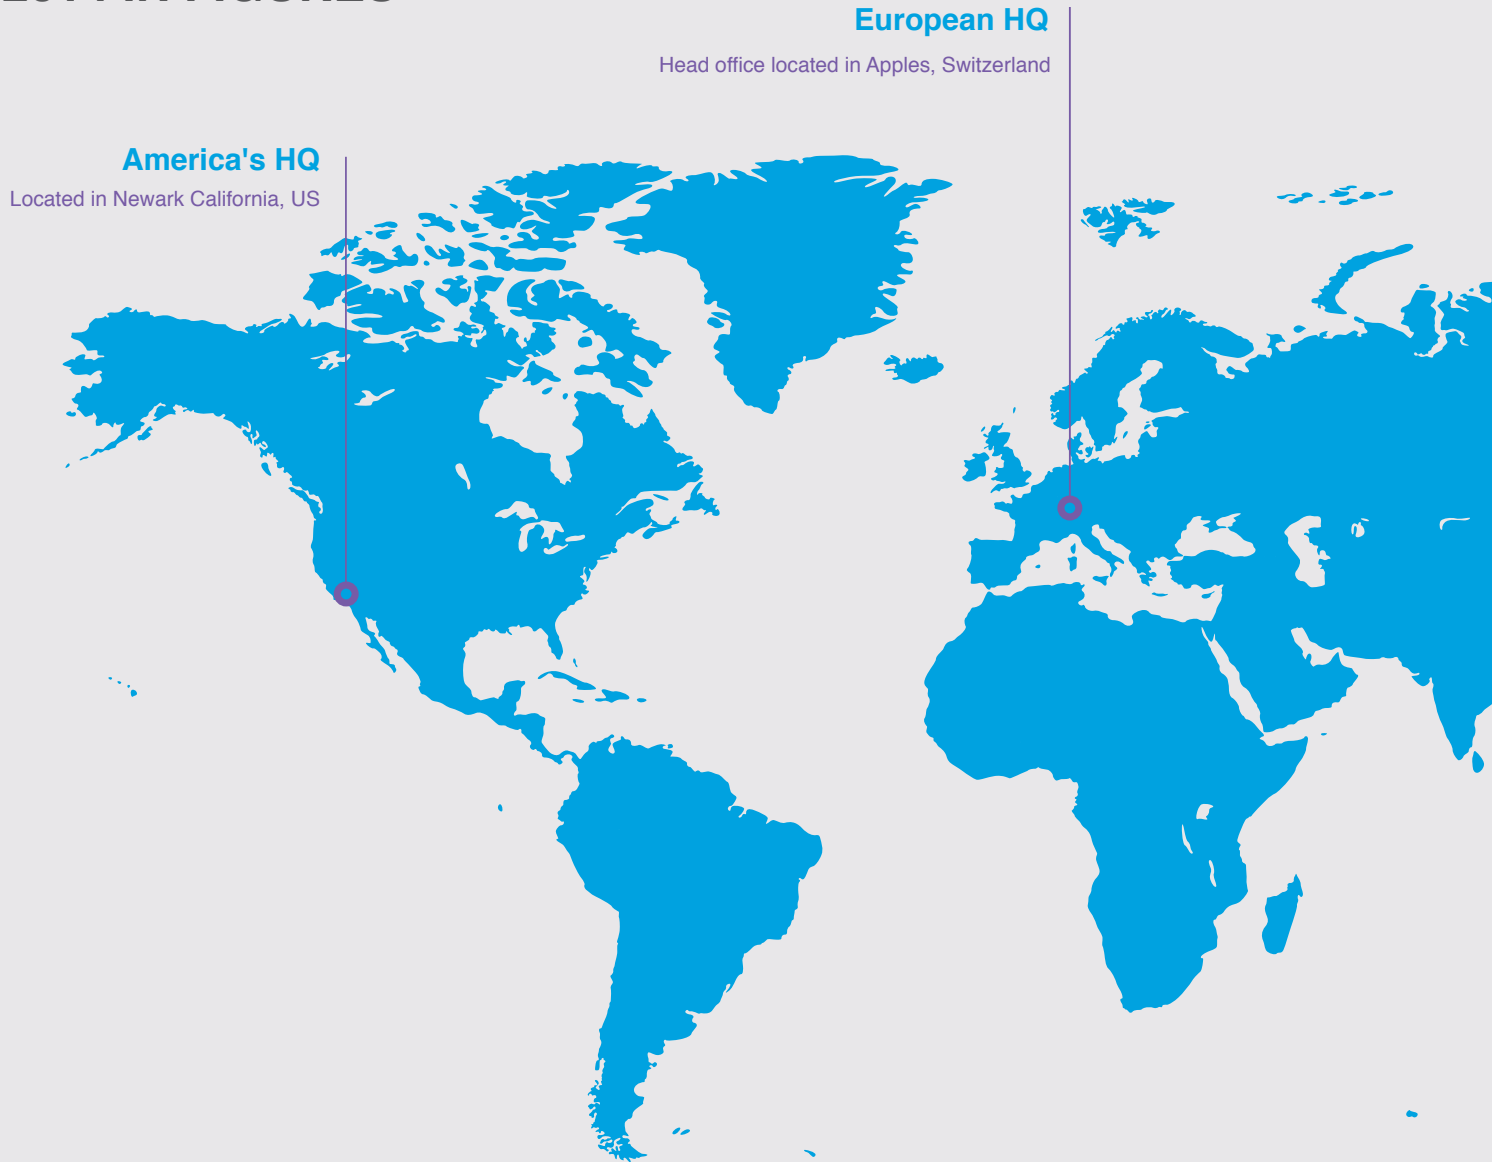 European HQ
Head office located in Apples, Switzerland
America's HQ
Located in Newark California, US